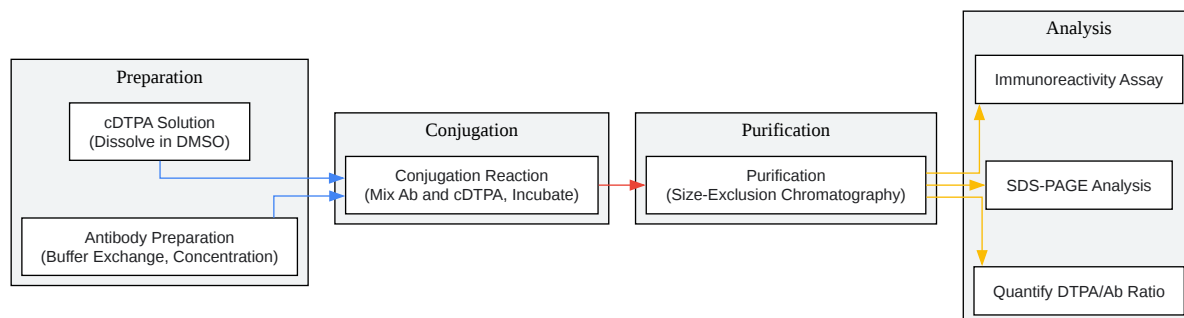 Preparation
cDTPA Solution
(Dissolve in DMSO)
Antibody Preparation
(Buffer Exchange, Concentration)
Conjugation
Conjugation Reaction
(Mix Ab and cDTPA, Incubate)
Purification
Purification
(Size-Exclusion Chromatography)
Analysis
Immunoreactivity Assay
SDS-PAGE Analysis
Quantify DTPA/Ab Ratio